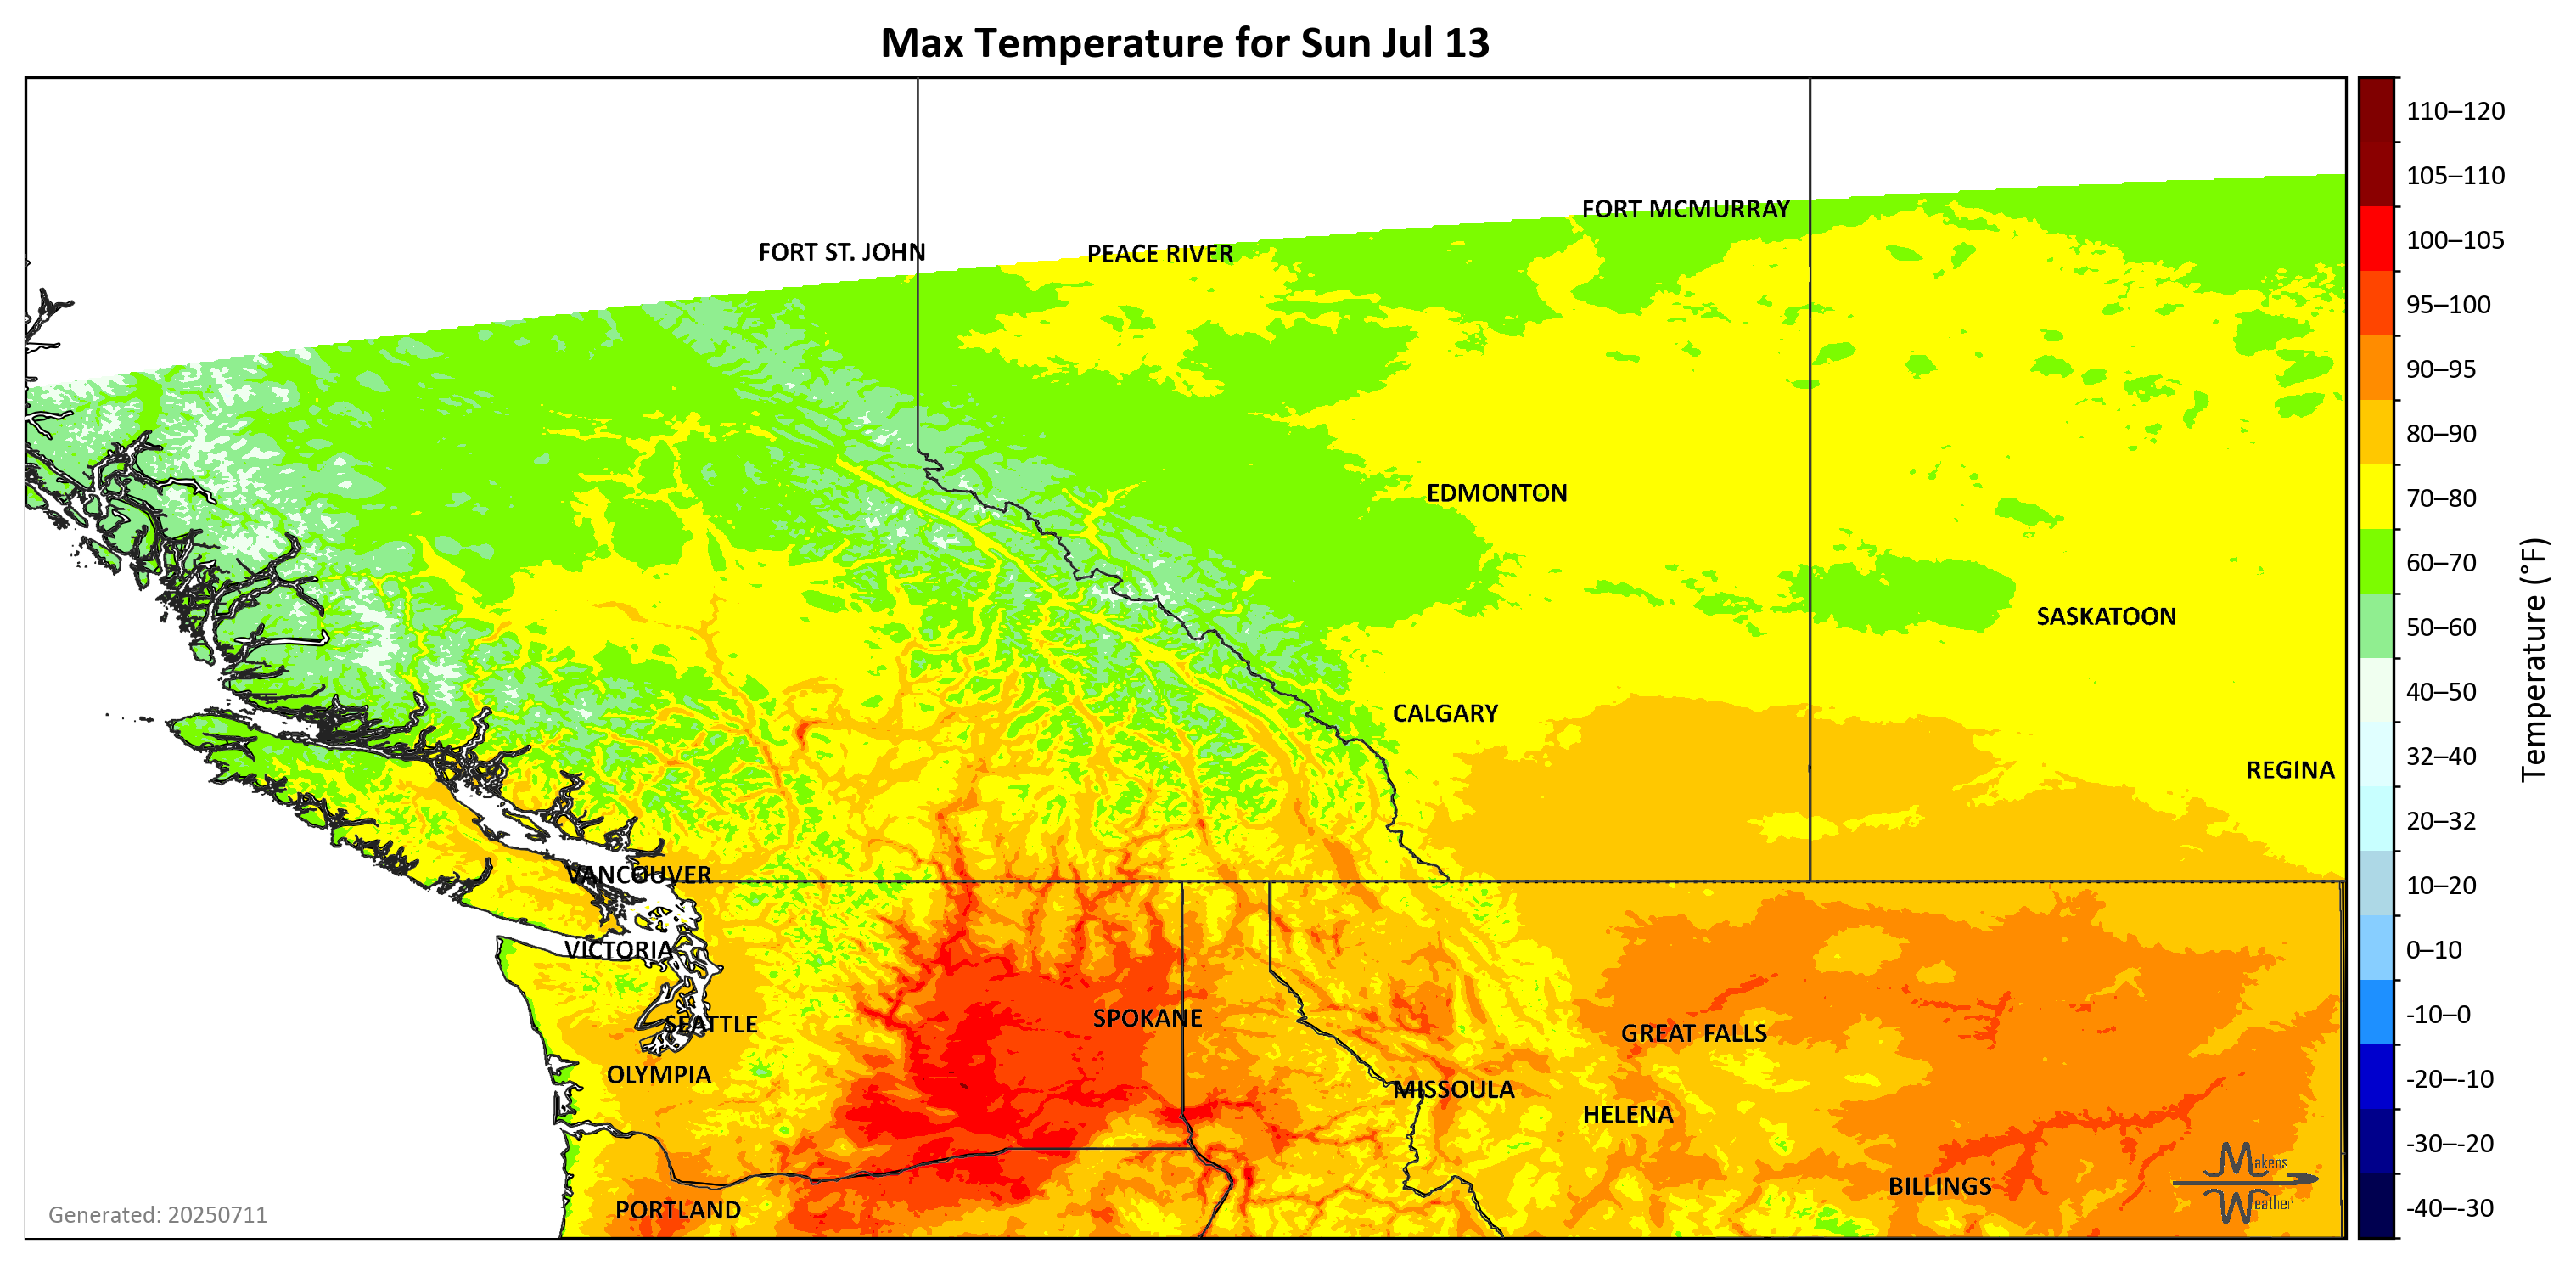 Max Temperature for Sun Jul 13
FORT MCMURRAY
FORT ST. JOHN
PEACE RIVER
EDMONTON
SASKATOON
CALGARY
REGINA
VANCOUVER
VICTORIA
SPOKANE
SEATTLE
GREAT FALLS
OLYMPIA
MISSOULA
HELENA
BILLINGS
PORTLAND
Makens
Weather
Generated: 20250711
110–120
105–110
100–105
95–100
90–95
80–90
70–80
60–70
50–60
40–50
32–40
20–32
10–20
0–10
-10–0
-20–-10
-30–-20
-40–-30
Temperature (°F)